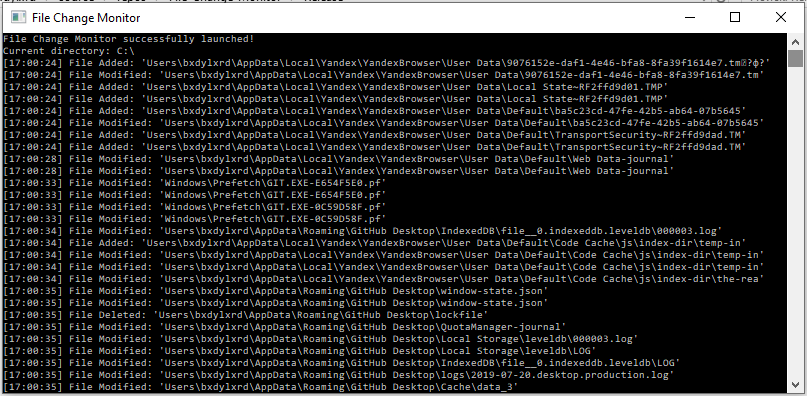 File Change Monitor
File Change Monitor successfully launched!
Current directory: C:\
[17:00:24] File Added: 'Users\bxdylxrd\AppData\Local\Yandex\YandexBrowser\User Data\9076152e-daf1-4e46-bfa8-8fa39f1614e7.tm?ф?'
[17:00:24] File Modified: 'Users\bxdylxrd\AppData\Local\Yandex\YandexBrowser\User Data\9076152e-daf1-4e46-bfa8-8fa39f1614e7.tm'
[17:00:24] File Added: 'Users\bxdylxrd\AppData\Local\Yandex\YandexBrowser\User Data\Local State~RF2ffd9d01.TMP'
[17:00:24] File Modified: 'Users\bxdylxrd\AppData\Local\Yandex\YandexBrowser\User Data\Local State~RF2ffd9d01.TMP'
[17:00:24] File Added: 'Users\bxdylxrd\AppData\Local\Yandex\YandexBrowser\User Data\Default\ba5c23cd-47fe-42b5-ab64-07b5645'
[17:00:24] File Modified: 'Users\bxdylxrd\AppData\Local\Yandex\YandexBrowser\User Data\Default\ba5c23cd-47fe-42b5-ab64-07b5645'
[17:00:24] File Added: 'Users\bxdylxrd\AppData\Local\Yandex\YandexBrowser\User Data\Default\TransportSecurity~RF2ffd9dad.TM'
[17:00:24] File Modified: 'Users\bxdylxrd\AppData\Local\Yandex\YandexBrowser\User Data\Default\TransportSecurity~RF2ffd9dad.TM'
[17:00:28] File Modified: 'Users\bxdylxrd\AppData\Local\Yandex\YandexBrowser\User Data\Default\Web Data-journal'
[17:00:28] File Modified: 'Users\bxdylxrd\AppData\Local\Yandex\YandexBrowser\User Data\Default\Web Data-journal'
[17:00:33] File Modified: 'Windows\Prefetch\GIT.EXE-E654F5E0.pf'
[17:00:33] File Modified: 'Windows\Prefetch\GIT.EXE-E654F5E0.pf'
[17:00:33] File Modified: 'Windows\Prefetch\GIT.EXE-0C59D58F.pf'
[17:00:33] File Modified: 'Windows\Prefetch\GIT.EXE-0C59D58F.pf'
[17:00:34] File Modified: 'Users\bxdylxrd\AppData\Roaming\GitHub Desktop\IndexedDB\file__0.indexeddb.leveldb\000003.log'
[17:00:34] File Added: 'Users\bxdylxrd\AppData\Local\Yandex\YandexBrowser\User Data\Default\Code Cache\js\index-dir\temp-in'
[17:00:34] File Modified: 'Users\bxdylxrd\AppData\Local\Yandex\YandexBrowser\User Data\Default\Code Cache\js\index-dir\temp-in'
[17:00:34] File Modified: 'Users\bxdylxrd\AppData\Local\Yandex\YandexBrowser\User Data\Default\Code Cache\js\index-dir\temp-in'
[17:00:34] File Modified: 'Users\bxdylxrd\AppData\Local\Yandex\YandexBrowser\User Data\Default\Code Cache\js\index-dir\the-rea'
[17:00:35] File Modified: 'Users\bxdylxrd\AppData\Roaming\GitHub Desktop\window-state.json'
[17:00:35] File Modified: 'Users\bxdylxrd\AppData\Roaming\GitHub Desktop\window-state.json'
[17:00:35] File Deleted: 'Users\bxdylxrd\AppData\Roaming\GitHub Desktop\lockfile'
[17:00:35] File Modified: 'Users\bxdylxrd\AppData\Roaming\GitHub Desktop\QuotaManager-journal'
[17:00:35] File Modified: 'Users\bxdylxrd\AppData\Roaming\GitHub Desktop\Local Storage\leveldb\000003.log'
[17:00:35] File Modified: 'Users\bxdylxrd\AppData\Roaming\GitHub Desktop\Local Storage\leveldb\LOG'
[17:00:35] File Modified: 'Users\bxdylxrd\AppData\Roaming\GitHub Desktop\IndexedDB\file__0.indexeddb.leveldb\LOG'
[17:00:35] File Modified: 'Users\bxdylxrd\AppData\Roaming\GitHub Desktop\logs\2019-07-20.desktop.production.log'
[17:00:35] File Modified: 'Users\bxdylxrd\AppData\Roaming\GitHub Desktop\Cache\data_3'